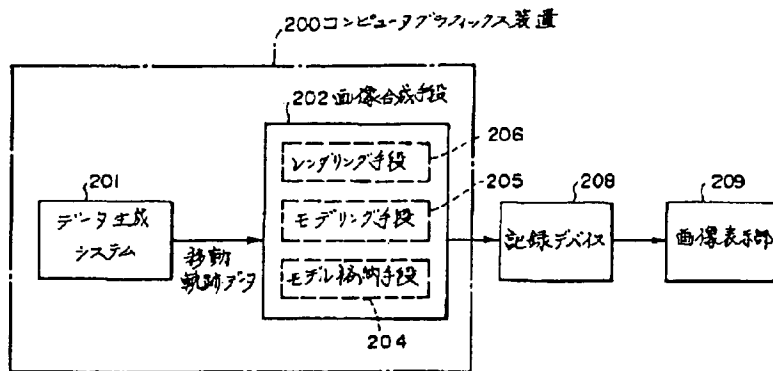 200コンピュータグラフィックス装置
202画像合成手段
206
レンダリング手段
201
205
208
209
データ生成
システム
移動
軌跡データ
モデリング手段
記録デバイス
画像表示部
モデル格納手段
204